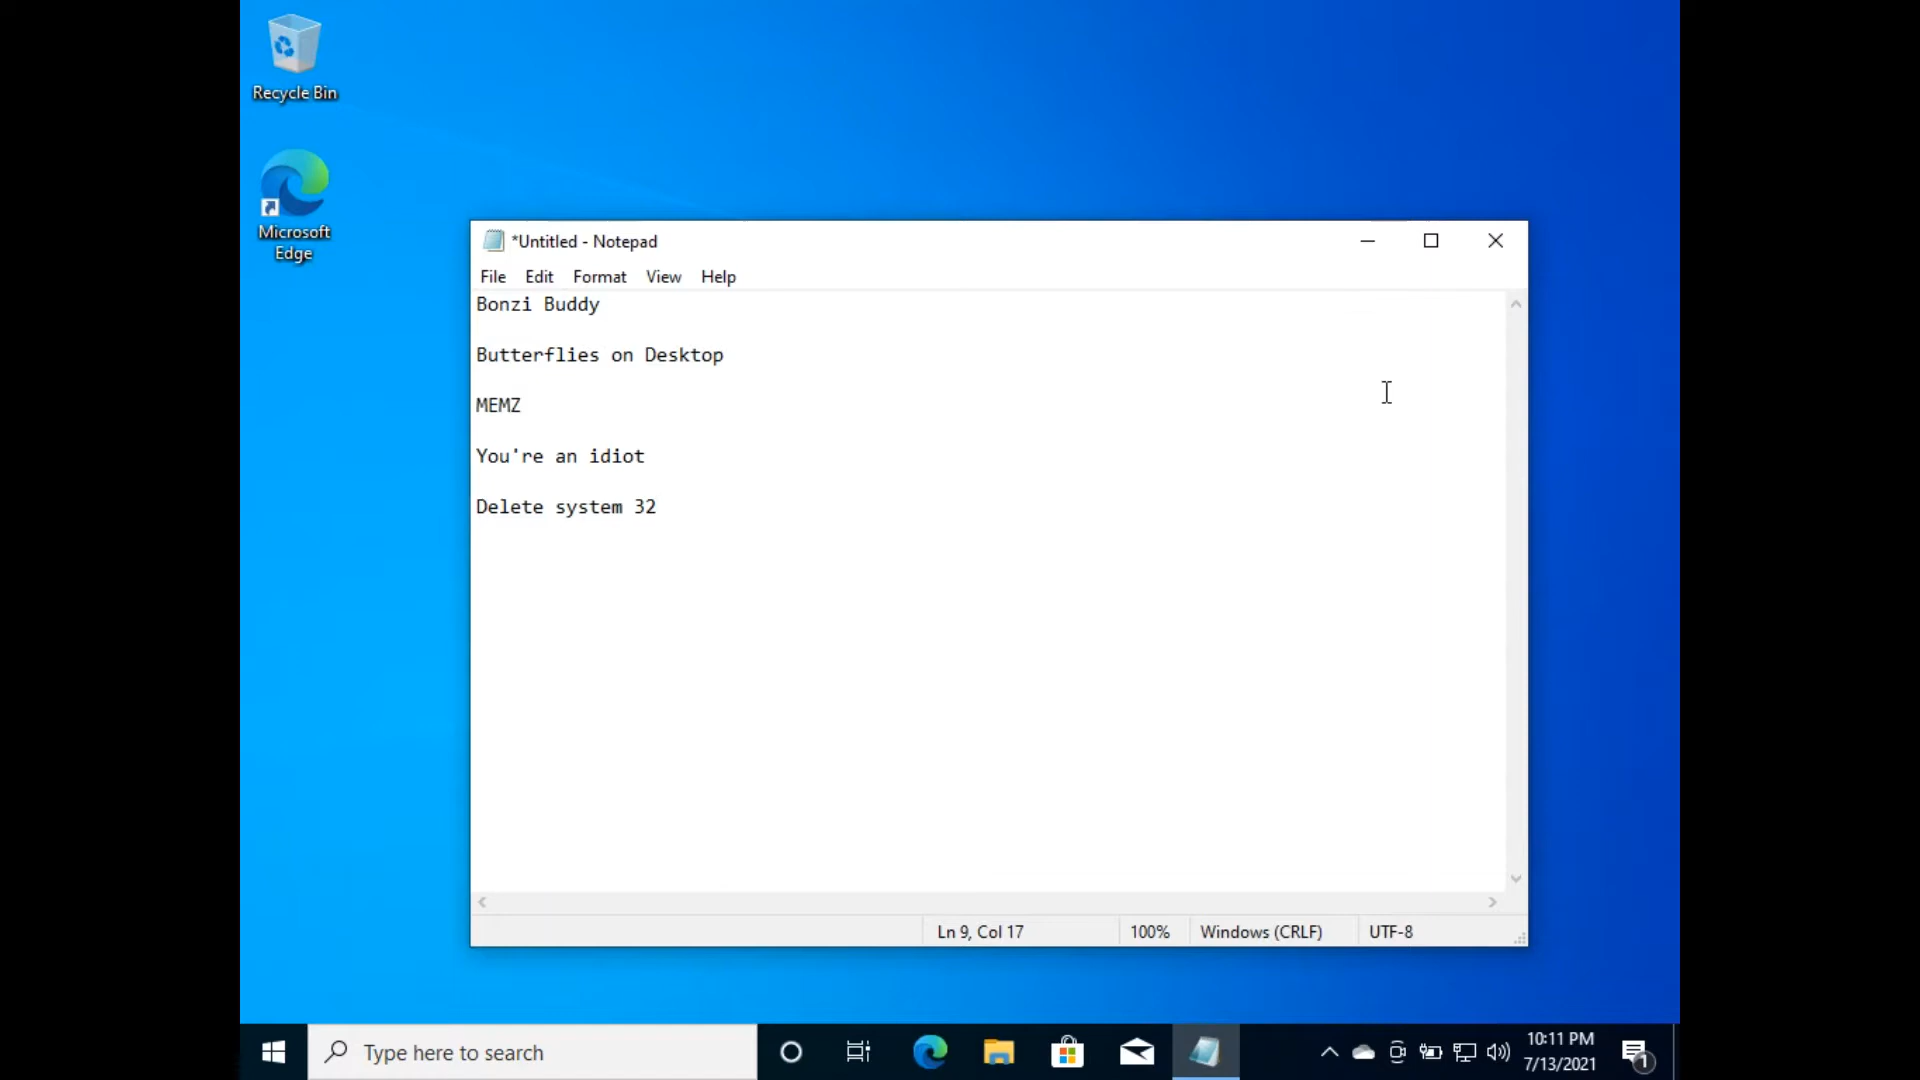 Recycle Bin
Microsoft
Edge
*Untitled - Notepad
File Edit Format View Help
Bonzi Buddy
Butterflies on Desktop
MEMZ
You're an idiot
Delete system 32
Ln 9, Col 17 100% Windows (CRLF) UTF-8
Type here to search
10:11 PM
7/13/2021
1